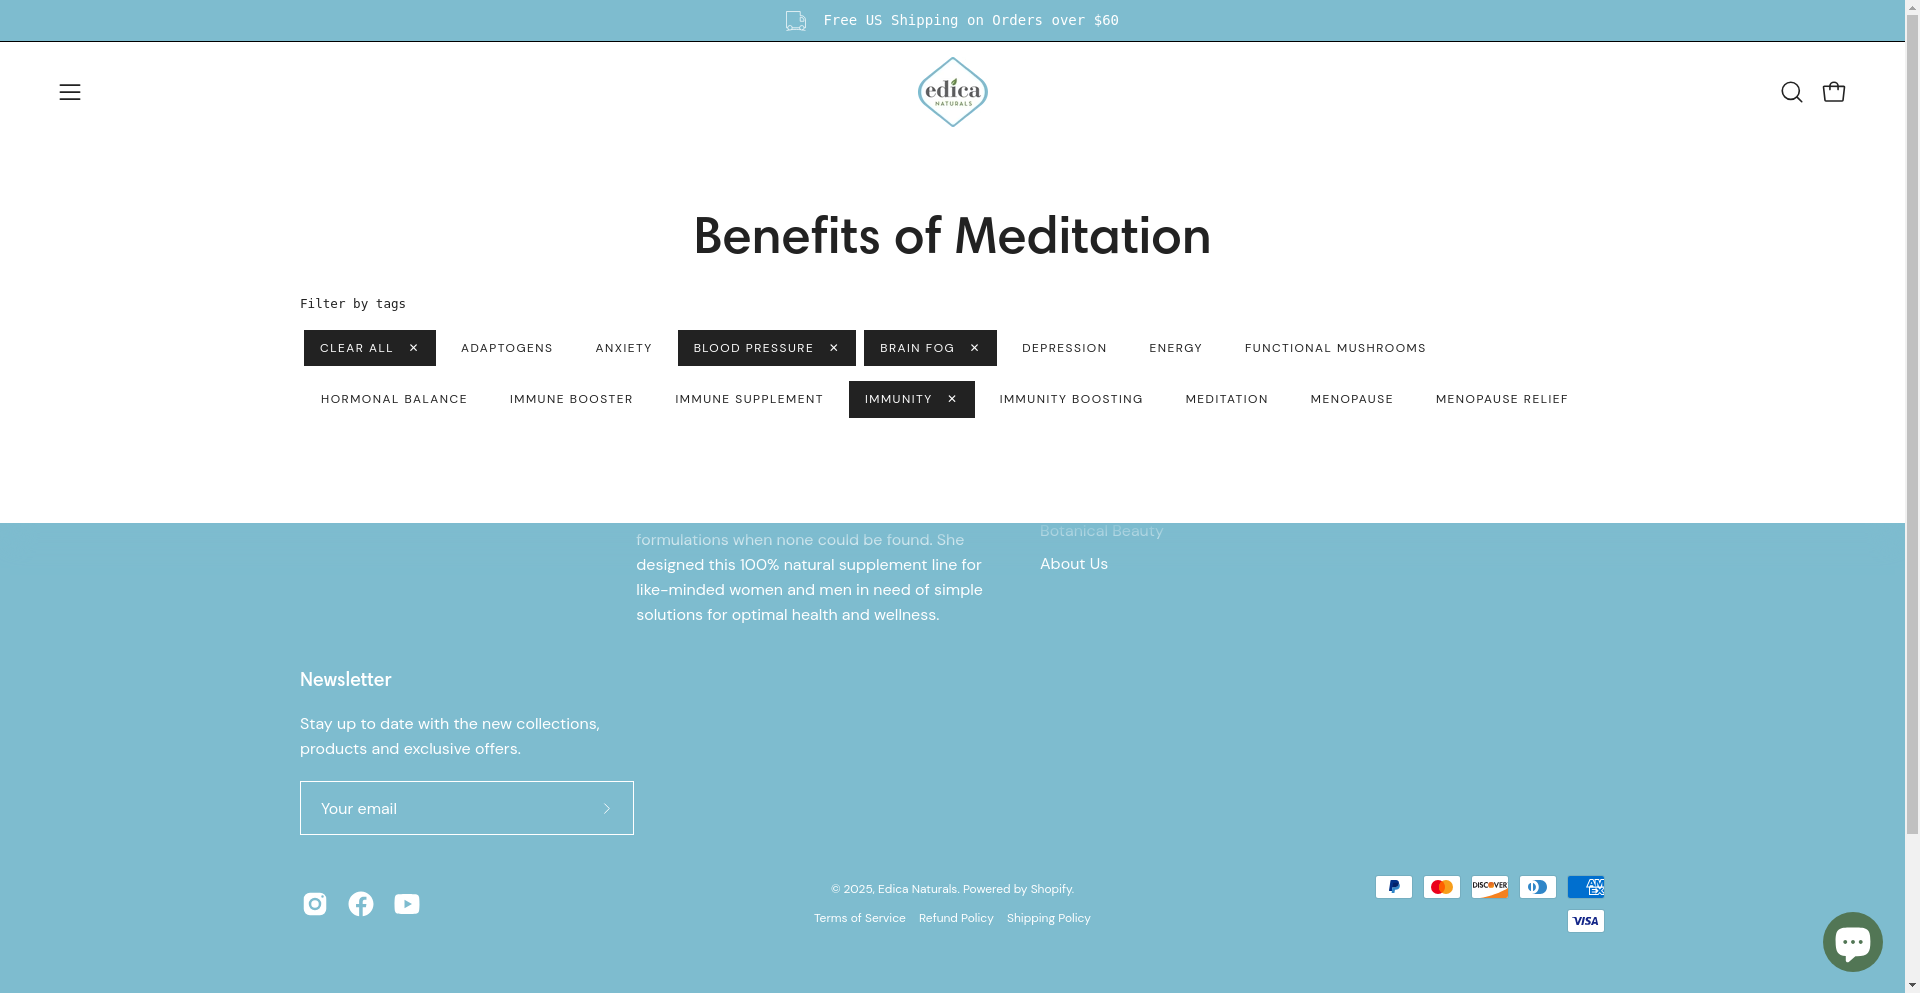 Free US Shipping on Orders over $60
edica
NATURALS
Benefits of Meditation
Filter by tags
CLEAR ALL ✕ ADAPTOGENS ANXIETY BLOOD PRESSURE ✕ BRAIN FOG ✕ DEPRESSION ENERGY FUNCTIONAL MUSHROOMS
HORMONAL BALANCE IMMUNE BOOSTER IMMUNE SUPPLEMENT IMMUNITY ✕ IMMUNITY BOOSTING MEDITATION MENOPAUSE MENOPAUSE RELIEF
formulations when none could be found. She
designed this 100% natural supplement line for
like-minded women and men in need of simple
solutions for optimal health and wellness.
Botanical Beauty
About Us
Newsletter
Stay up to date with the new collections,
products and exclusive offers.
Your email
© 2025, Edica Naturals. Powered by Shopify.
Terms of Service Refund Policy Shipping Policy
DISCOVER
AM
EX
VISA